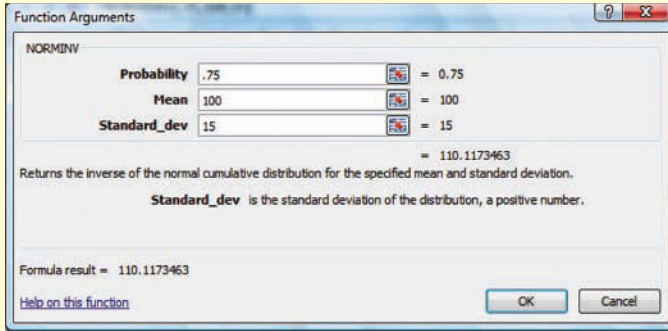 Function Arguments
NORMINV
Probability .75 = 0.75
Mean 100 = 100
Standard_dev 15 = 15
= 110.1173463
Returns the inverse of the normal cumulative distribution for the specified mean and standard deviation.
Standard_dev is the standard deviation of the distribution, a positive number.
Formula result = 110.1173463
Help on this function
OK Cancel